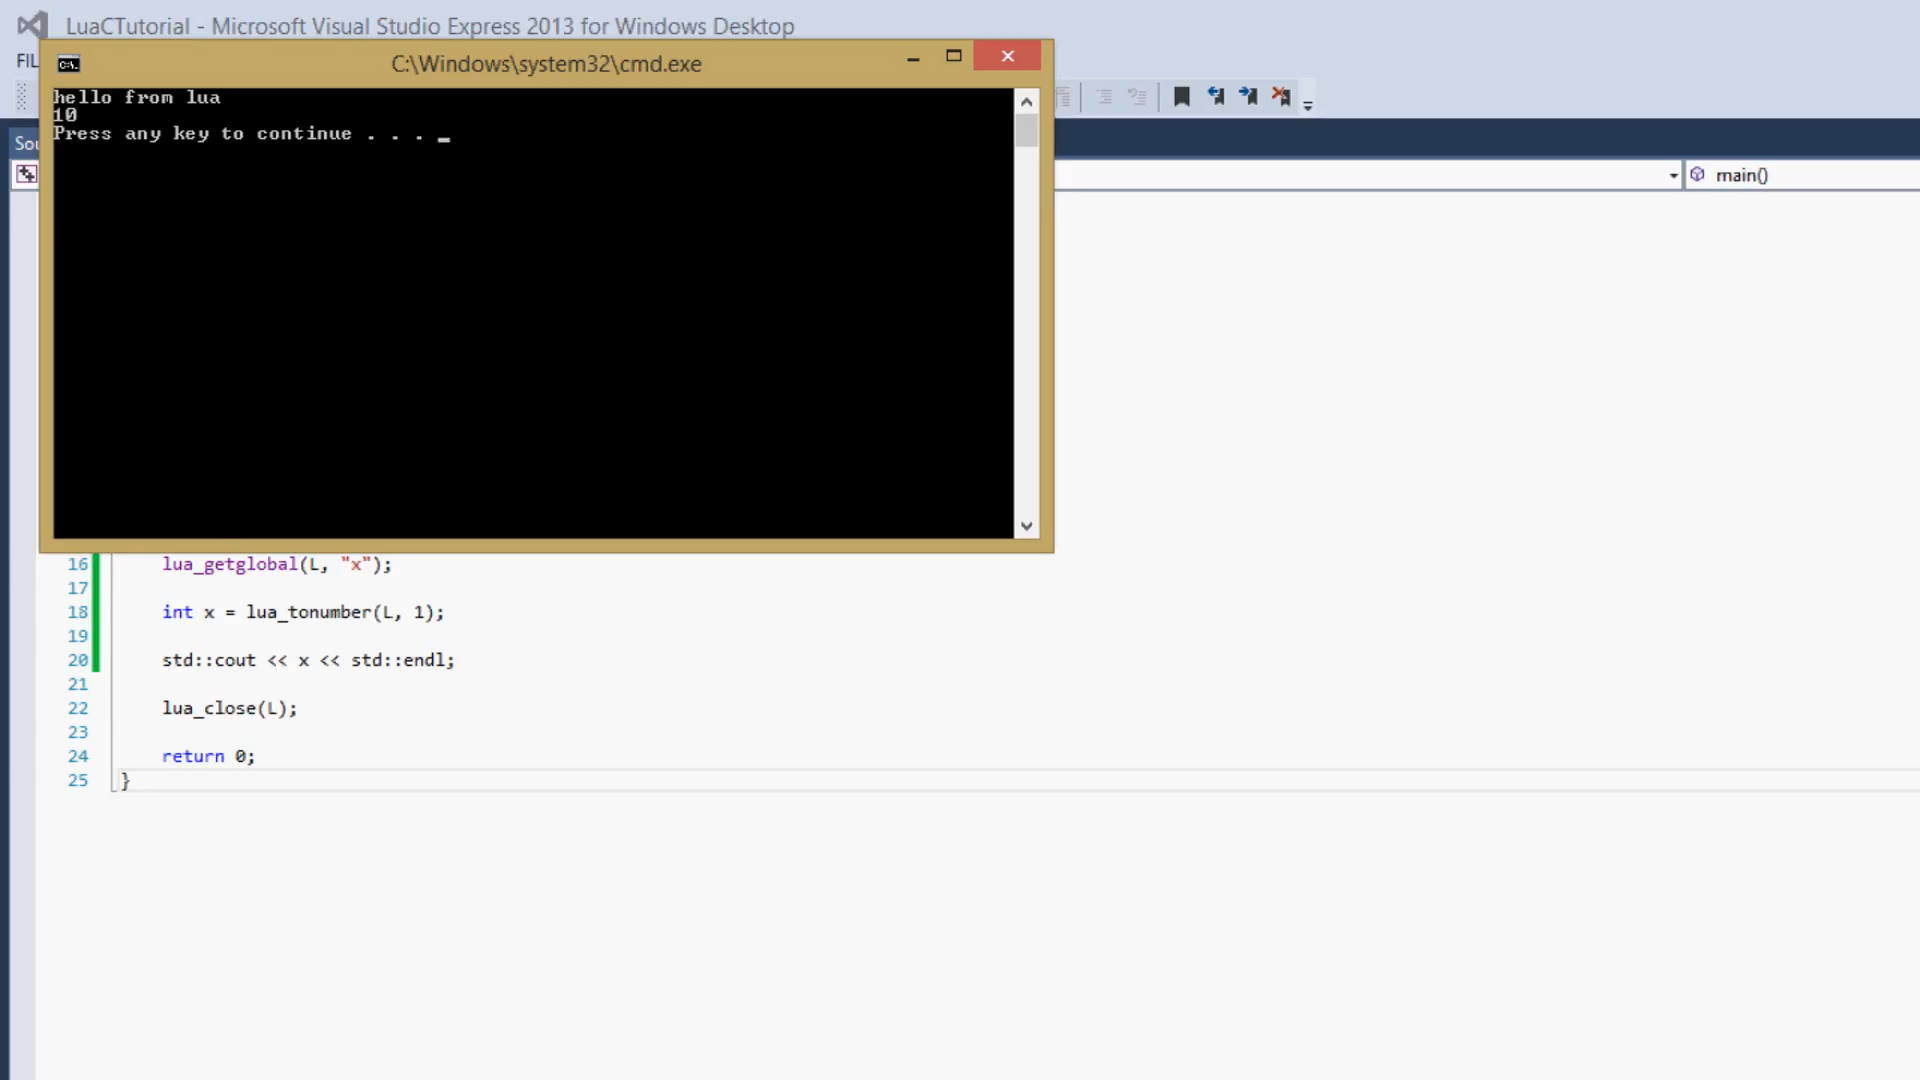 LuaCTutorial - Microsoft Visual Studio Express 2013 for Windows Desktop
C:\Windows\system32\cmd.exe
hello from lua
10
Press any key to continue . . . _
main()
16 lua_getglobal(L, "x");
17
18 int x = lua_tonumber(L, 1);
19
20 std::cout << x << std::endl;
21
22 lua_close(L);
23
24 return 0;
25 }